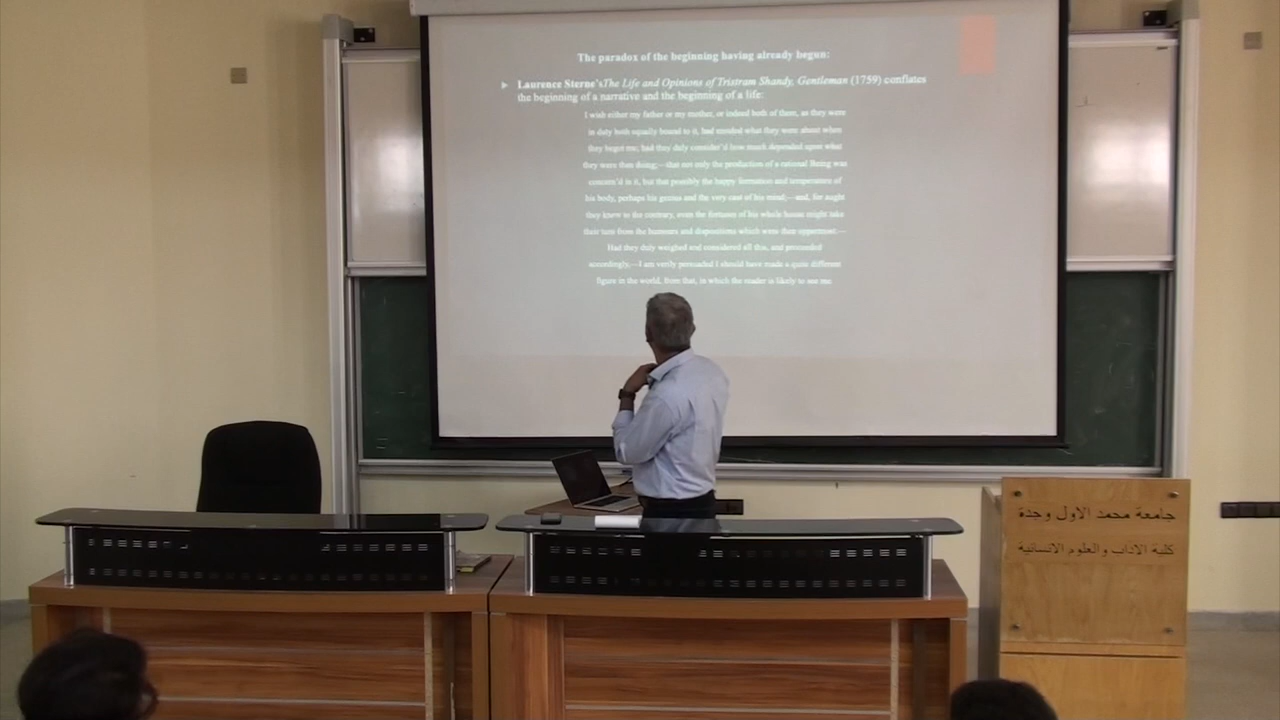 The paradox of the beginning having already begun:
Laurence Sterne'sThe Life and Opinions of Tristram Shandy, Gentleman (1759) conflates
the beginning of a narrative and the beginning of a life:
I wish either my father or my mother, or indeed both of them, as they were
in duty both equally bound to it, had minded what they were about when
they begot me; had they duly consider'd how much depended upon what
they were then doing;—that not only the production of a rational Being was
concern'd in it, but that possibly the happy formation and temperature of
his body, perhaps his genius and the very cast of his mind;—and, for aught
they knew to the contrary, even the fortunes of his whole house might take
their turn from the humours and dispositions which were then uppermost:—
Had they duly weighed and considered all this, and proceeded
accordingly,—I am verily persuaded I should have made a quite different
figure in the world, from that, in which the reader is likely to see me
جامعة محمد الاول وجدة
كلية الاداب والعلوم الانسانية